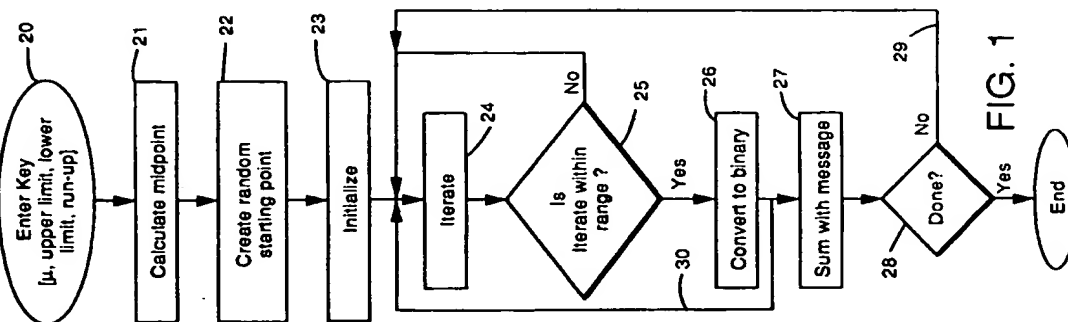 20
Enter Key
[μ, upper limit, lower
limit, run-up]
21
Calculate midpoint
22
Create random
starting point
23
Initialize
24
Iterate
No
25
Is
Iterate within
range ?
Yes
26
Convert to binary
30
27
Sum with message
29
No
28
Done?
Yes
End
FIG. 1